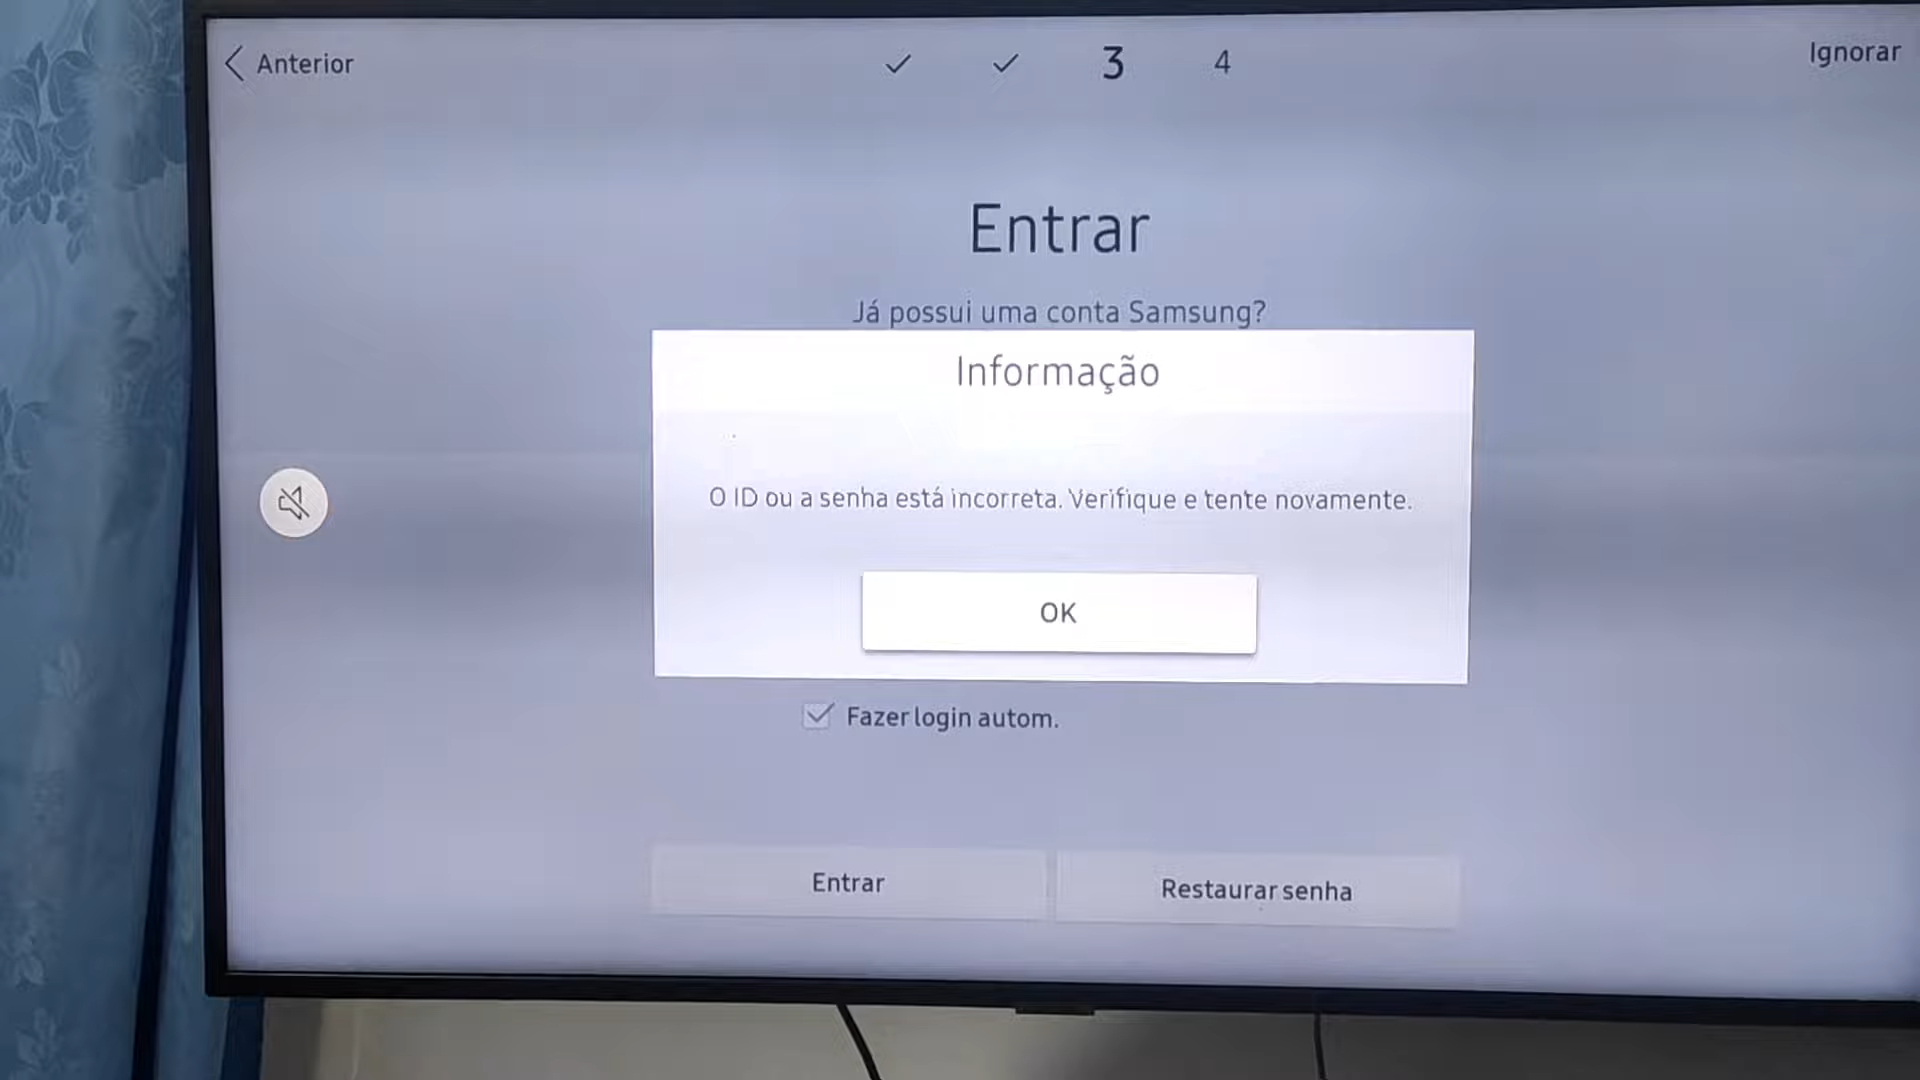 Anterior
3
4
Ignorar
Entrar
Já possui uma conta Samsung?
Informação
O ID ou a senha está incorreta. Verifique e tente novamente.
OK
Fazer login autom.
Entrar
Restaurar senha